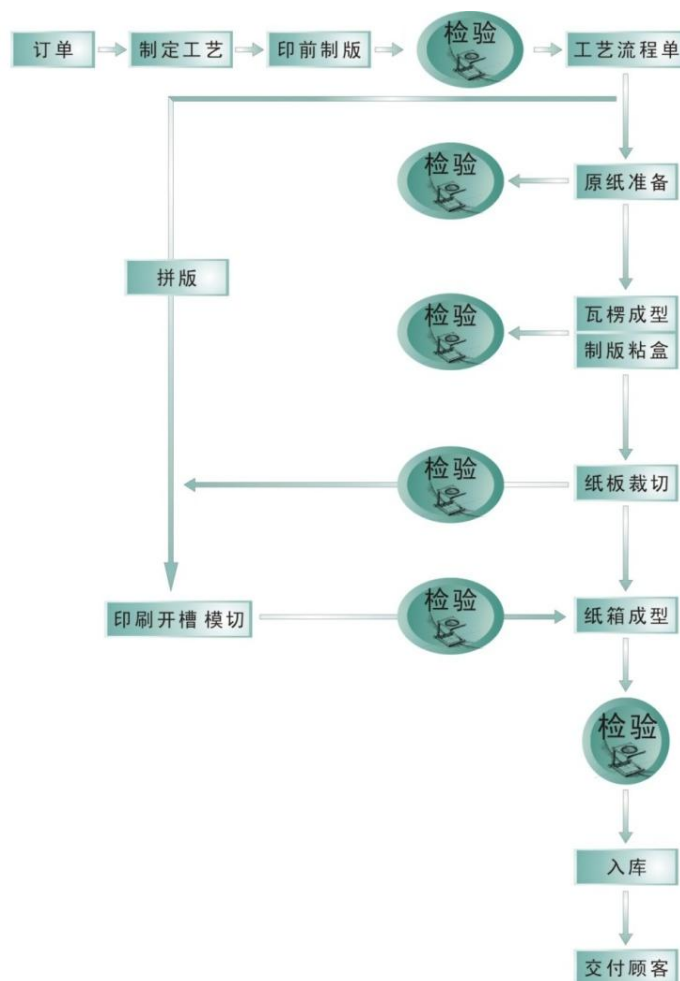 订单
制定工艺
印前制版
检验
工艺流程单
检验
原纸准备
拼版
检验
瓦楞成型
制版粘盒
检验
纸板裁切
印刷开槽 模切
检验
纸箱成型
检验
入库
交付顾客